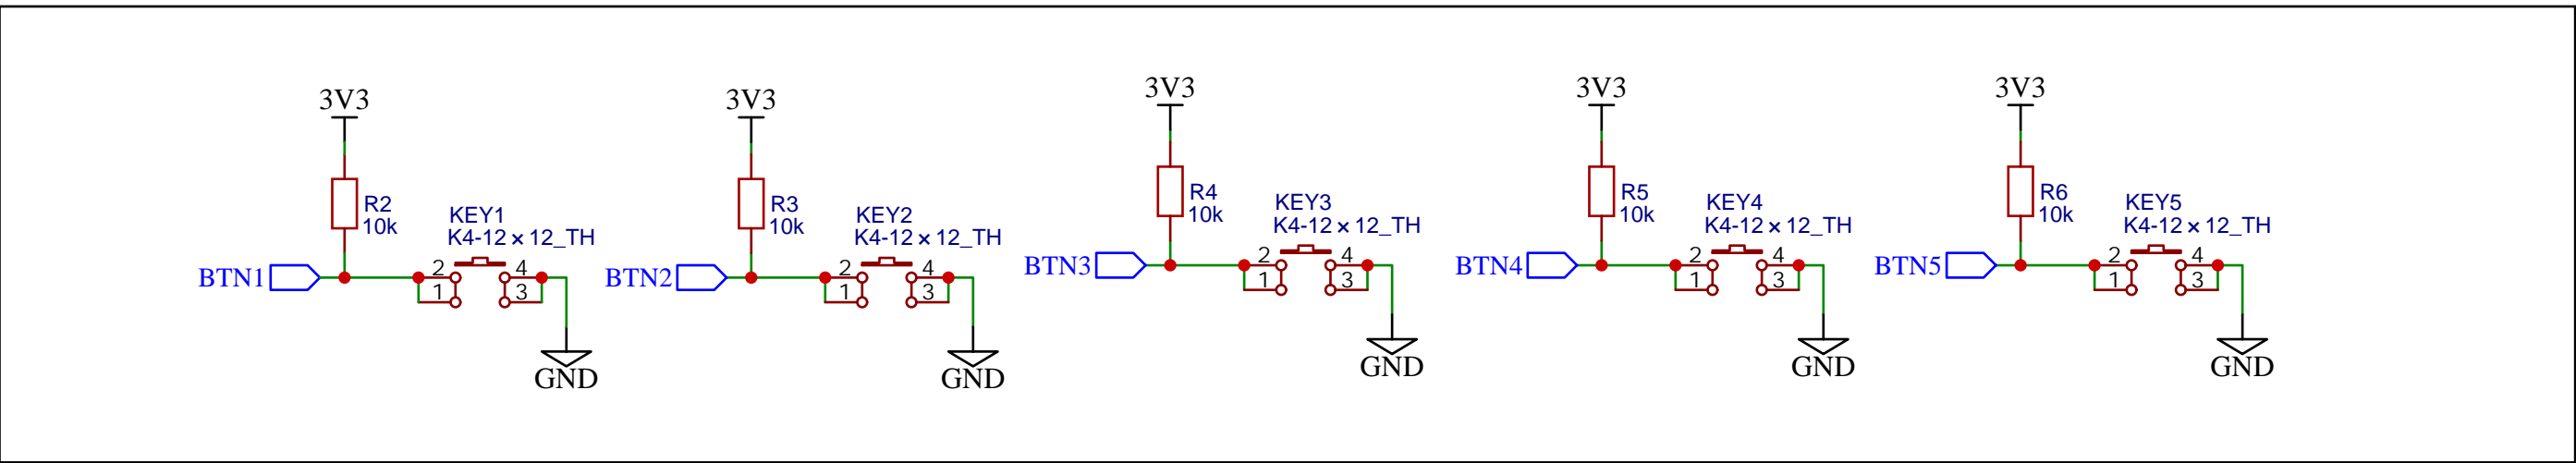 3V3
R2
10k
KEY1
K4-12×12_TH
BTN1
2
1
4
3
GND
3V3
R3
10k
KEY2
K4-12×12_TH
BTN2
2
1
4
3
GND
3V3
R4
10k
KEY3
K4-12×12_TH
BTN3
2
1
4
3
GND
3V3
R5
10k
KEY4
K4-12×12_TH
BTN4
2
1
4
3
GND
3V3
R6
10k
KEY5
K4-12×12_TH
BTN5
2
1
4
3
GND